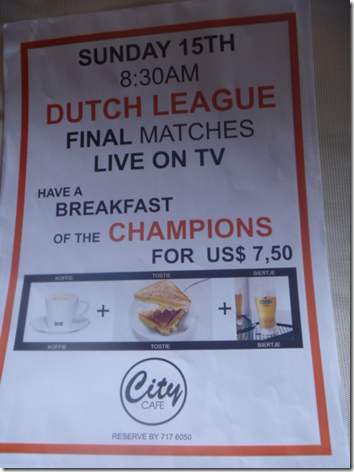 SUNDAY 15TH
8:30AM
DUTCH LEAGUE
FINAL MATCHES
LIVE ON TV
HAVE A
BREAKFAST
OF THE CHAMPIONS
FOR US$ 7,50
KOFFIE TOSTIE BIERTJE
+ +
KOFFIE TOSTIE BIERTJE
City
CAFE
RESERVE BY 717 6050